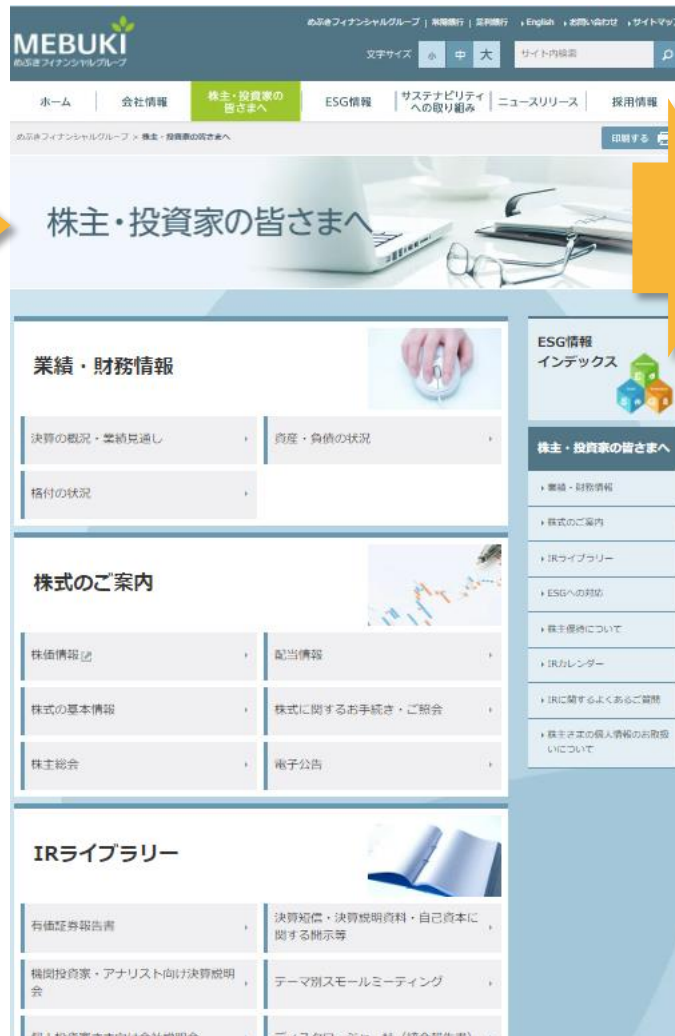 めぶきフィナンシャルグループ | 常陽銀行 | 足利銀行 English お問い合わせ サイトマップ
MEBUKI
めぶきフィナンシャルグループ
文字サイズ 小 中 大 サイト内検索
ホーム 会社情報 株主・投資家の皆さまへ ESG情報 サステナビリティへの取り組み ニュースリリース 採用情報
めぶきフィナンシャルグループ > 株主・投資家の皆さまへ
印刷する
株主・投資家の皆さまへ
業績・財務情報
決算の概況・業績見通し
資産・負債の状況
格付の状況
株式のご案内
株価情報
配当情報
株式の基本情報
株式に関するお手続き・ご照会
株主総会
電子公告
IRライブラリー
有価証券報告書
決算短信・決算説明資料・自己資本に
関する開示等
機関投資家・アナリスト向け決算説明
会
テーマ別スモールミーティング
ESG情報
インデックス
株主・投資家の皆さまへ
業績・財務情報
株式のご案内
IRライブラリー
ESGへの対応
株主優待について
IRカレンダー
IRに関するよくあるご質問
株主さまの個人情報のお取扱
いについて